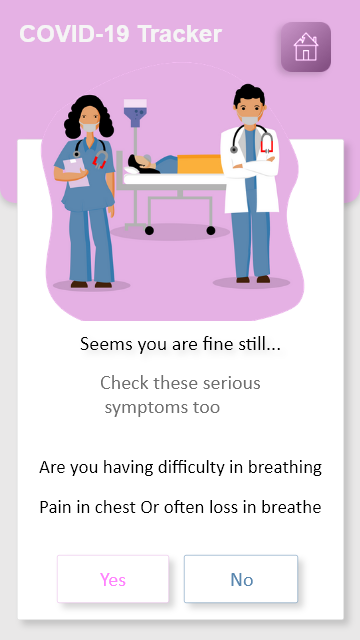 COVID-19 Tracker
Seems you are fine still...
Check these serious
symptoms too
Are you having difficulty in breathing
Pain in chest Or often loss in breathe
Yes
No